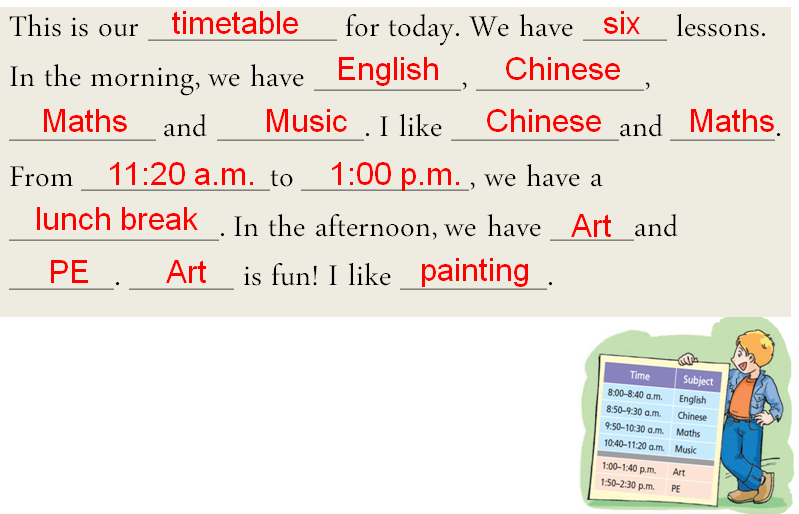 This is our timetable for today. We have six lessons.
In the morning, we have English, Chinese,
Maths and Music. I like Chinese and Maths.
From 11:20 a.m. to 1:00 p.m., we have a
lunch break. In the afternoon, we have Art and
PE. Art is fun! I like painting.
Time Subject
8:00–8:40 a.m. English
8:50–9:30 a.m. Chinese
9:50–10:30 a.m. Maths
10:40–11:20 a.m. Music
1:00–1:40 p.m. Art
1:50–2:30 p.m. PE